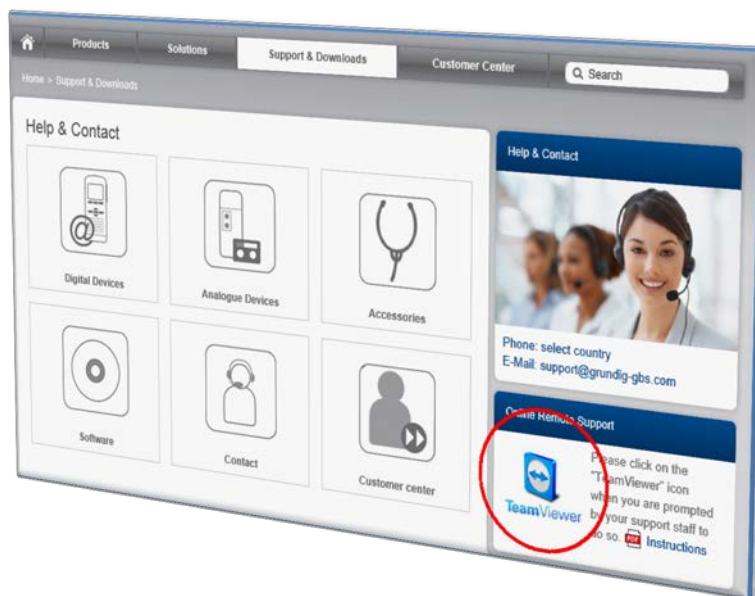 Products
Solutions
Support & Downloads
Customer Center
Search
Home > Support & Downloads
Help & Contact
Digital Devices
Analogue Devices
Accessories
Software
Contact
Customer center
Help & Contact
Phone: select country
E-Mail: support@grundig-gbs.com
Online Remote Support
TeamViewer
Please click on the
"TeamViewer" icon
when you are prompted
by your support staff to
do so. PDF Instructions